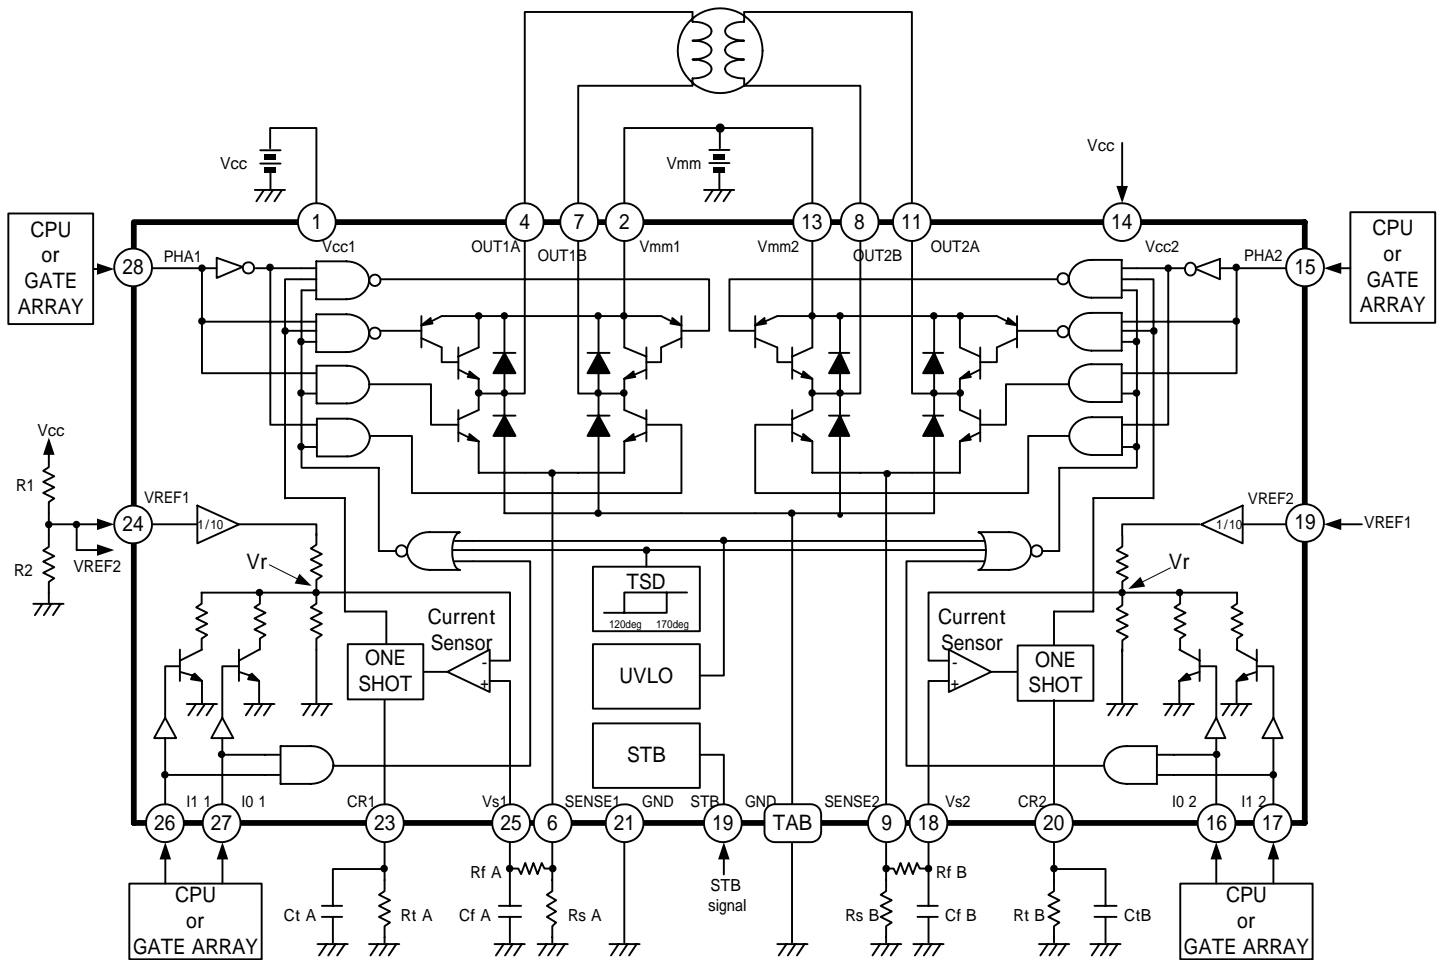 Vcc
Vmm
Vcc
1
4
7
2
13
8
11
14
CPU
or
GATE
ARRAY
CPU
or
GATE
ARRAY
Vcc1
OUT1A
OUT1B
Vmm1
Vmm2
OUT2B
OUT2A
Vcc2
28
PHA1
PHA2
15
Vcc
R1
R2
VREF2
24
VREF1
1/10
Vr
VREF2
1/10
19
VREF1
Vr
TSD
120deg 170deg
UVLO
STB
Current
Sensor
-
+
ONE
SHOT
Current
Sensor
-
+
ONE
SHOT
I1 1
I0 1
CR1
Vs1
SENSE1
GND
STB
GND
SENSE2
Vs2
CR2
I0 2
I1 2
26
27
23
25
6
21
19
TAB
9
18
20
16
17
CPU
or
GATE ARRAY
Ct A
Rt A
Rf A
Cf A
Rs A
STB
signal
Rs B
Rf B
Cf B
Rt B
CtB
CPU
or
GATE ARRAY